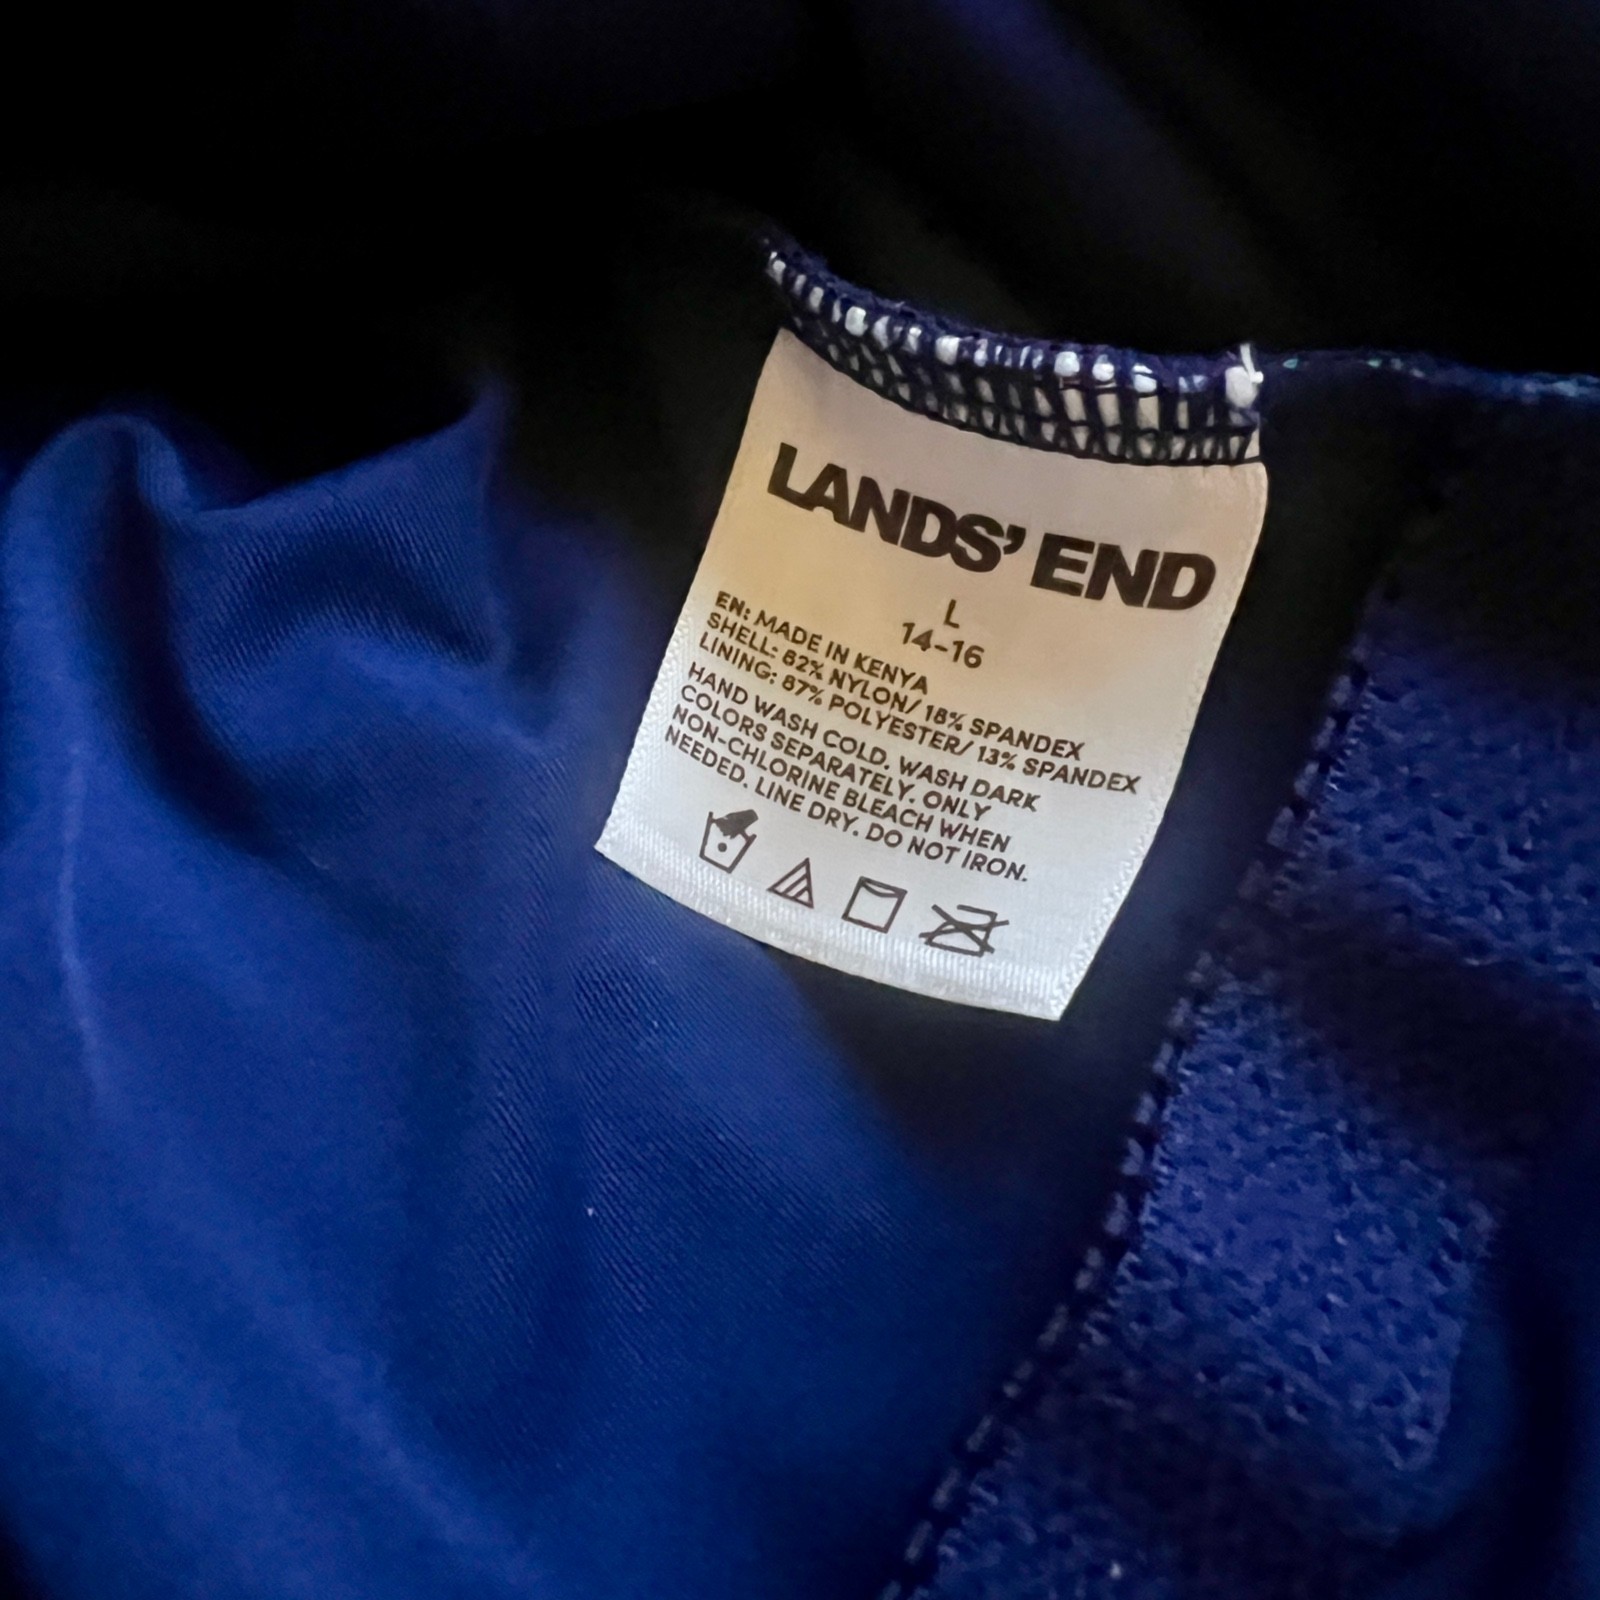 LANDS' END
L
14-16
EN: MADE IN KENYA
SHELL: 82% NYLON/ 18% SPANDEX
LINING: 87% POLYESTER/ 13% SPANDEX
HAND WASH COLD. WASH DARK
COLORS SEPARATELY. ONLY
NON-CHLORINE BLEACH WHEN
NEEDED. LINE DRY. DO NOT IRON.